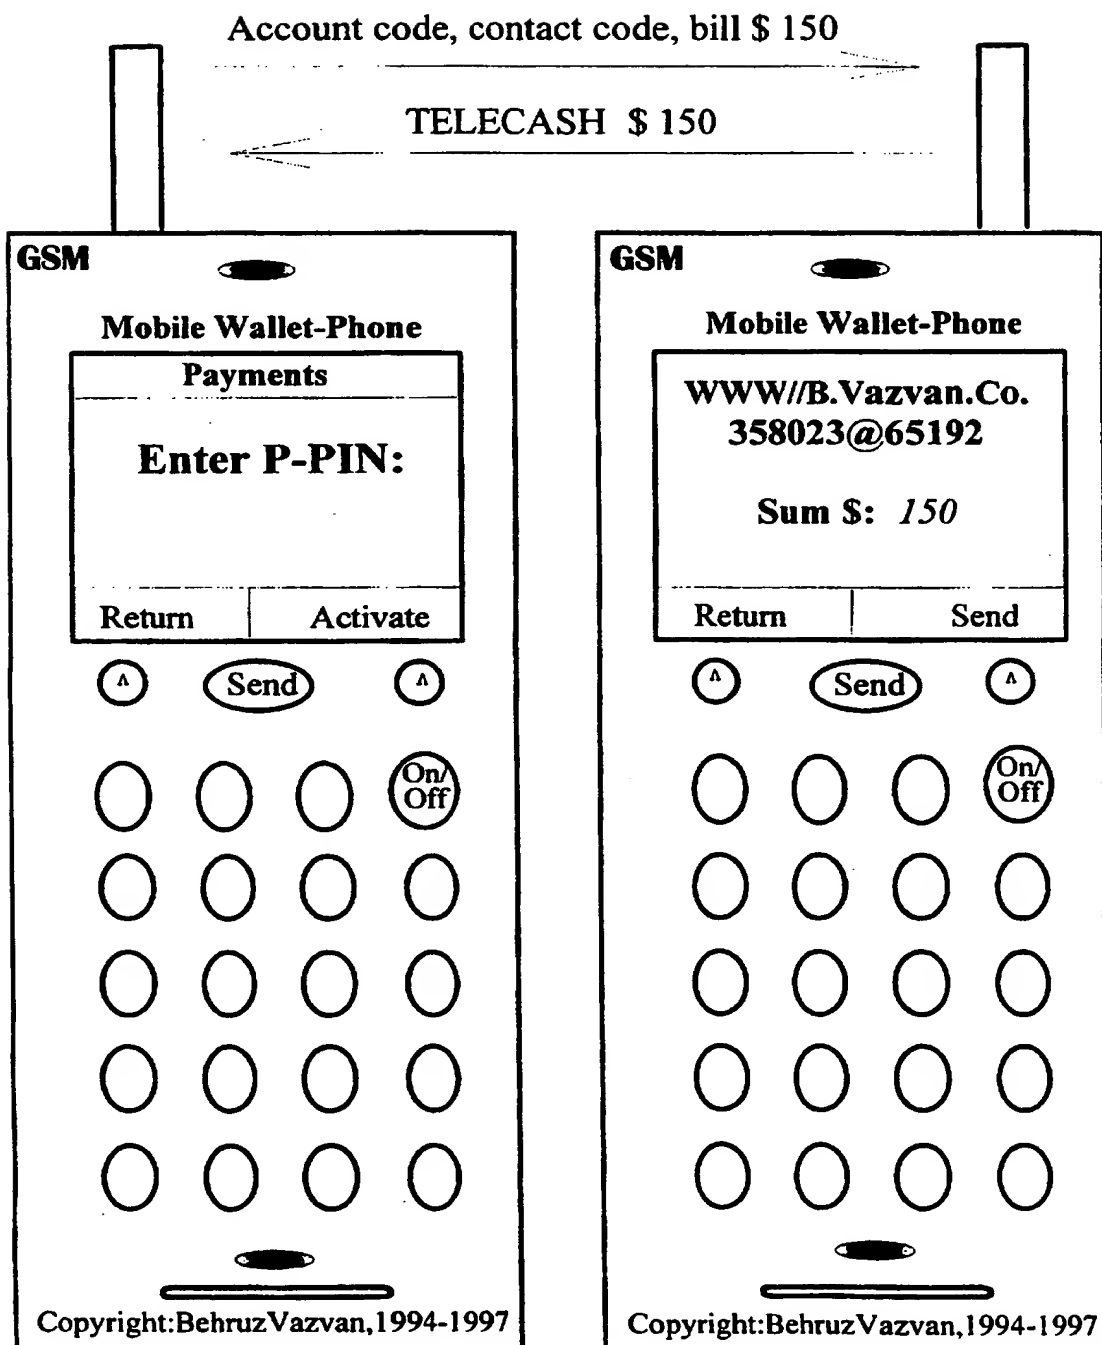 Account code, contact code, bill $ 150
TELECASH $ 150
GSM
Mobile Wallet-Phone
Payments
Enter P-PIN:
Return Activate
^ Send ^
On/
Off
Copyright:BehruzVazvan,1994-1997
GSM
Mobile Wallet-Phone
WWW//B.Vazvan.Co.
358023@65192
Sum $: 150
Return Send
^ Send ^
On/
Off
Copyright:BehruzVazvan,1994-1997